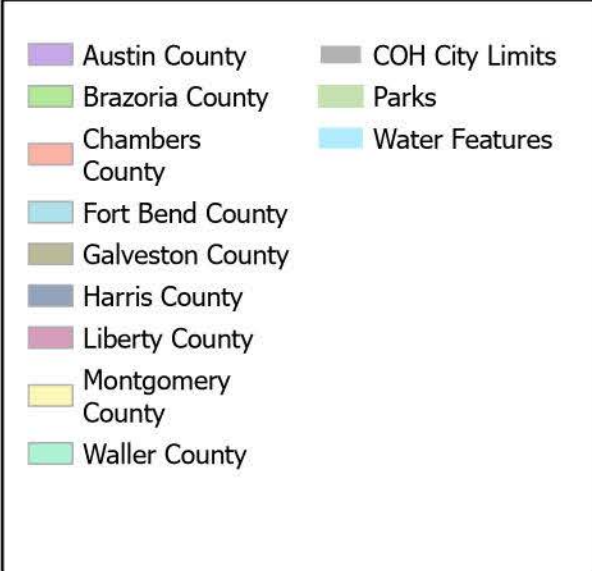 Austin County
Brazoria County
Chambers
County
Fort Bend County
Galveston County
Harris County
Liberty County
Montgomery
County
Waller County
COH City Limits
Parks
Water Features